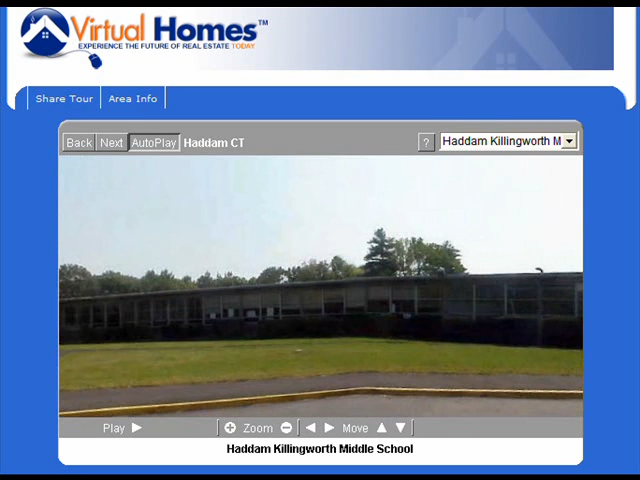 Virtual Homes™
EXPERIENCE THE FUTURE OF REAL ESTATE TODAY
Share Tour Area Info
Back Next AutoPlay Haddam CT ? Haddam Killingworth M
Play Zoom Move
Haddam Killingworth Middle School